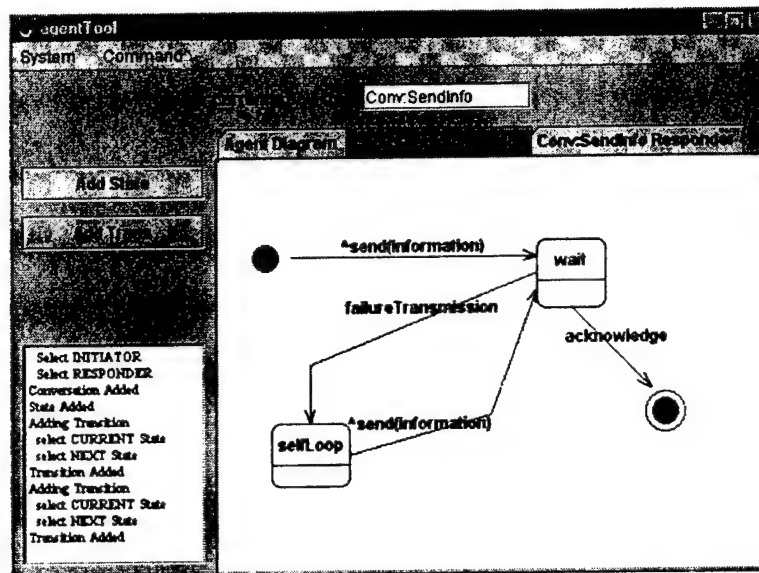 agentTool
System Command
Conv:SendInfo
Agent Diagram
Conv:SendInfo Responder
Add State
^send(information)
wait
failureTransmission
acknowledge
^send(information)
selfLoop
Select INITIATOR
Select RESPONDER
Conversation Added
State Added
Adding Transition
select CURRENT State
select NEXT State
Transition Added
Adding Transition
select CURRENT State
select NEXT State
Transition Added